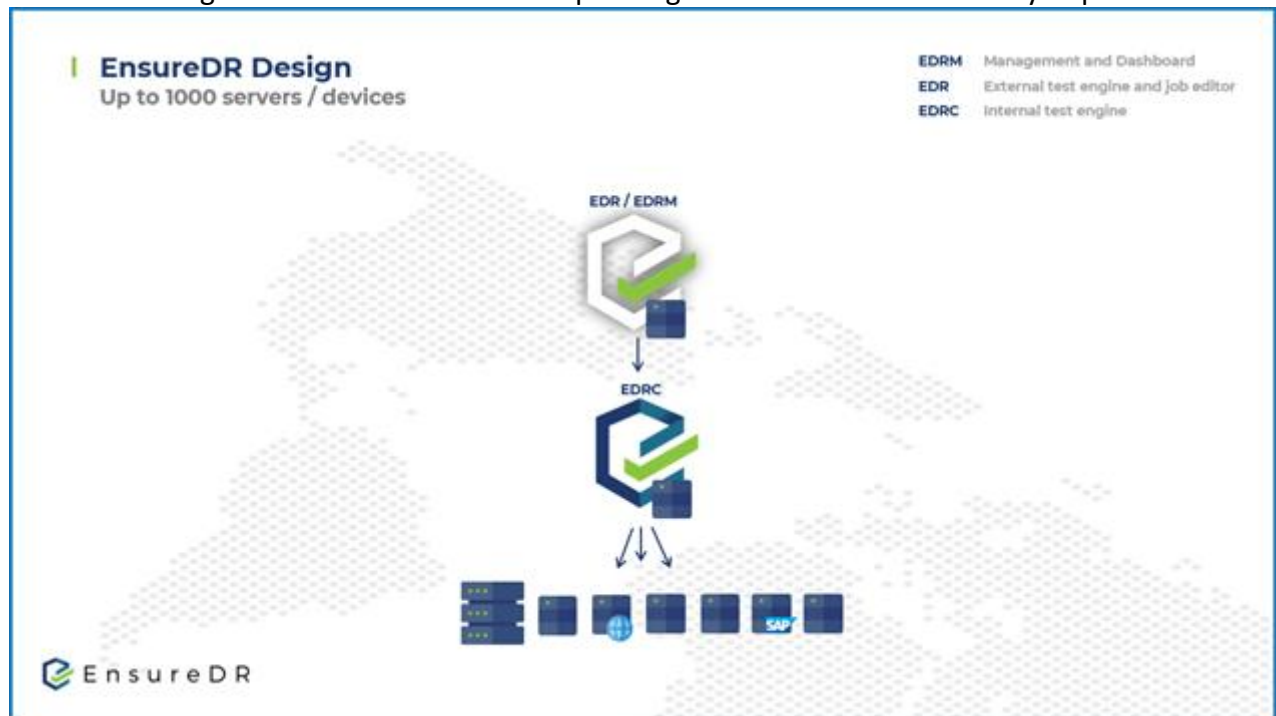 EnsureDR Design
Up to 1000 servers / devices
EDRM Management and Dashboard
EDR External test engine and job editor
EDRC Internal test engine
EDR / EDRM
EDRC
SAP
EnsureDR